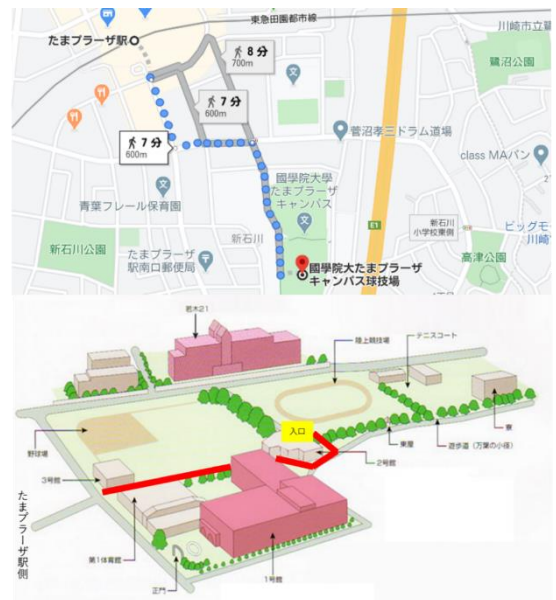 東急田園都市線
川崎市立鷺
たまプラーザ駅
鷺沼公園
8 分
700m
7 分
600m
7 分
600m
菅沼孝三ドラム道場
class MAパン
國學院大學
たまプラーザ
キャンパス
青葉フレール保育園
新石川
小学校東側
ビッグモ
川崎
新石川公園
新石川
たまプラーザ
駅南口郵便局
E1
高津公園
國學院大たまプラーザ
キャンパス球技場
若木21
陸上競技場
テニスコート
入口
野球場
3号館
東屋
寮
遊歩道（万葉の小径）
2号館
たまプラーザ駅側
第1体育館
正門
1号館